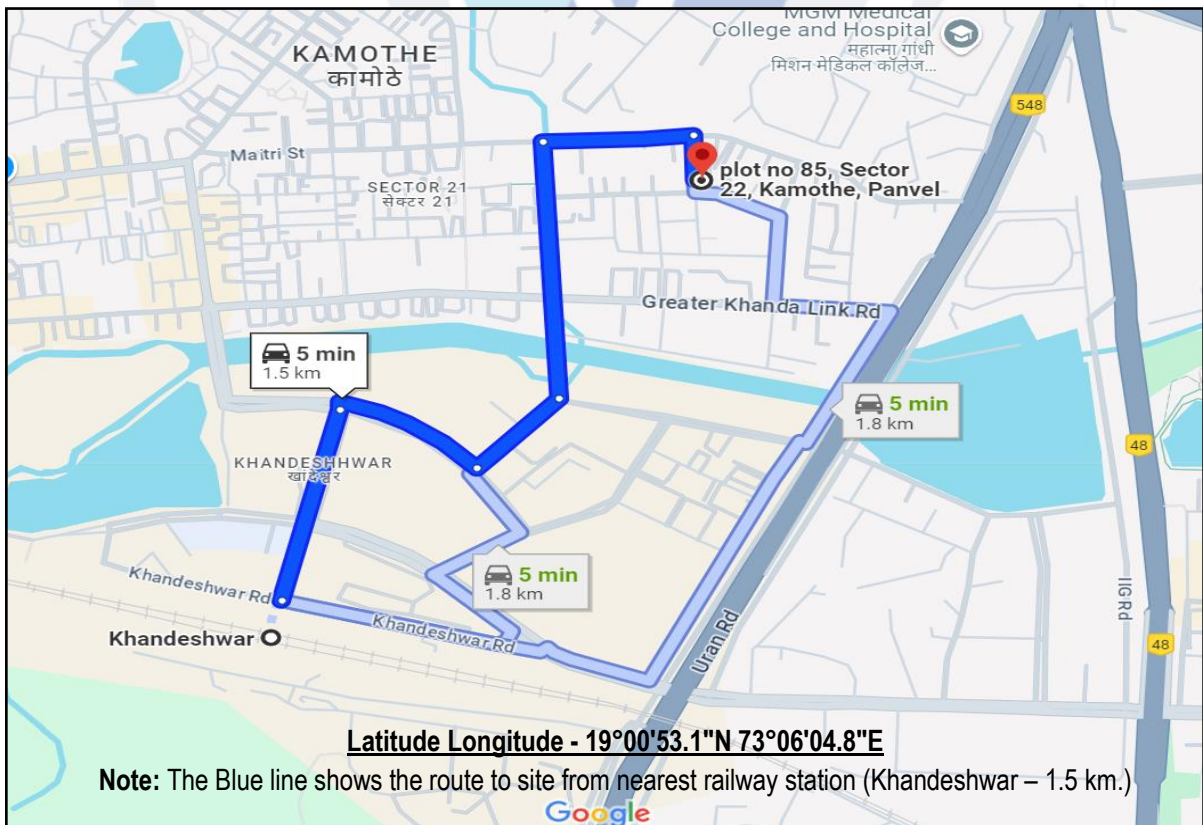 MGM Medical
College and Hospital
महात्मा गांधी
मिशन मेडिकल कॉलेज...
KAMOTHE
कामोठे
548
Maitri St
plot no 85, Sector
22, Kamothe, Panvel
SECTOR 21
सेक्टर 21
Greater Khanda Link Rd
5 min
1.5 km
5 min
1.8 km
48
KHANDESHHWAR
खांदेश्वर
5 min
1.8 km
Khandeshwar Rd
Khandeshwar Rd
IIG Rd
Khandeshwar
Uran Rd
48
Latitude Longitude - 19°00'53.1"N 73°06'04.8"E
Note: The Blue line shows the route to site from nearest railway station (Khandeshwar – 1.5 km.)
Google